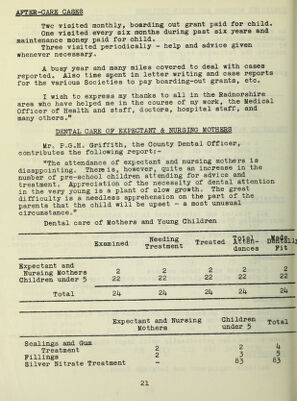 AFTER-CARE CASES
Two visited monthly, boarding out grant paid for child.
One visited every six months during past six years and
maintenance money paid for child.
Three visited periodically - help and advice given
whenever necessary.
A busy year and many miles covered to deal with cases
reported. Also time spent in letter writing and case reports
for the various Societies to pay boarding-out grants, etc.
I wish to express my thanks to all in the Radnorshire
area who have helped me in the course of my work, the Medical
Officer of Health and staff, doctors, hospital staff, and
many others."
DENTAL CARE OF EXPECTANT & NURSING MOTHERS
Mr. P.G.H. Griffith, the County Dental Officer,
contributes the following report:-
"The attendance of expectant and nursing mothers is
disappointing. There is, however, quite an increase in the
number of pre-school children attending for advice and
treatment. Appreciation of the necessity of dental attention
in the very young is a plant of slow growth. The great
difficulty is a needless apprehension on the part of the
parents that the child will be upset - a most unusual
circumstance."
Dental care of Mothers and Young Children
Examined Needing Treatment Treated Total Atten- dances Made Dentally Fit
Expectant and
Nursing Mothers 2 2 2 2 2
Children under 5 22 22 22 22 22
Total 24 24 24 24 24
Expectant and Nursing Mothers Children under 5 Total
Scalings and Gum
Treatment 2 2 4
Fillings 2 3 5
Silver Nitrate Treatment - 83 83
21